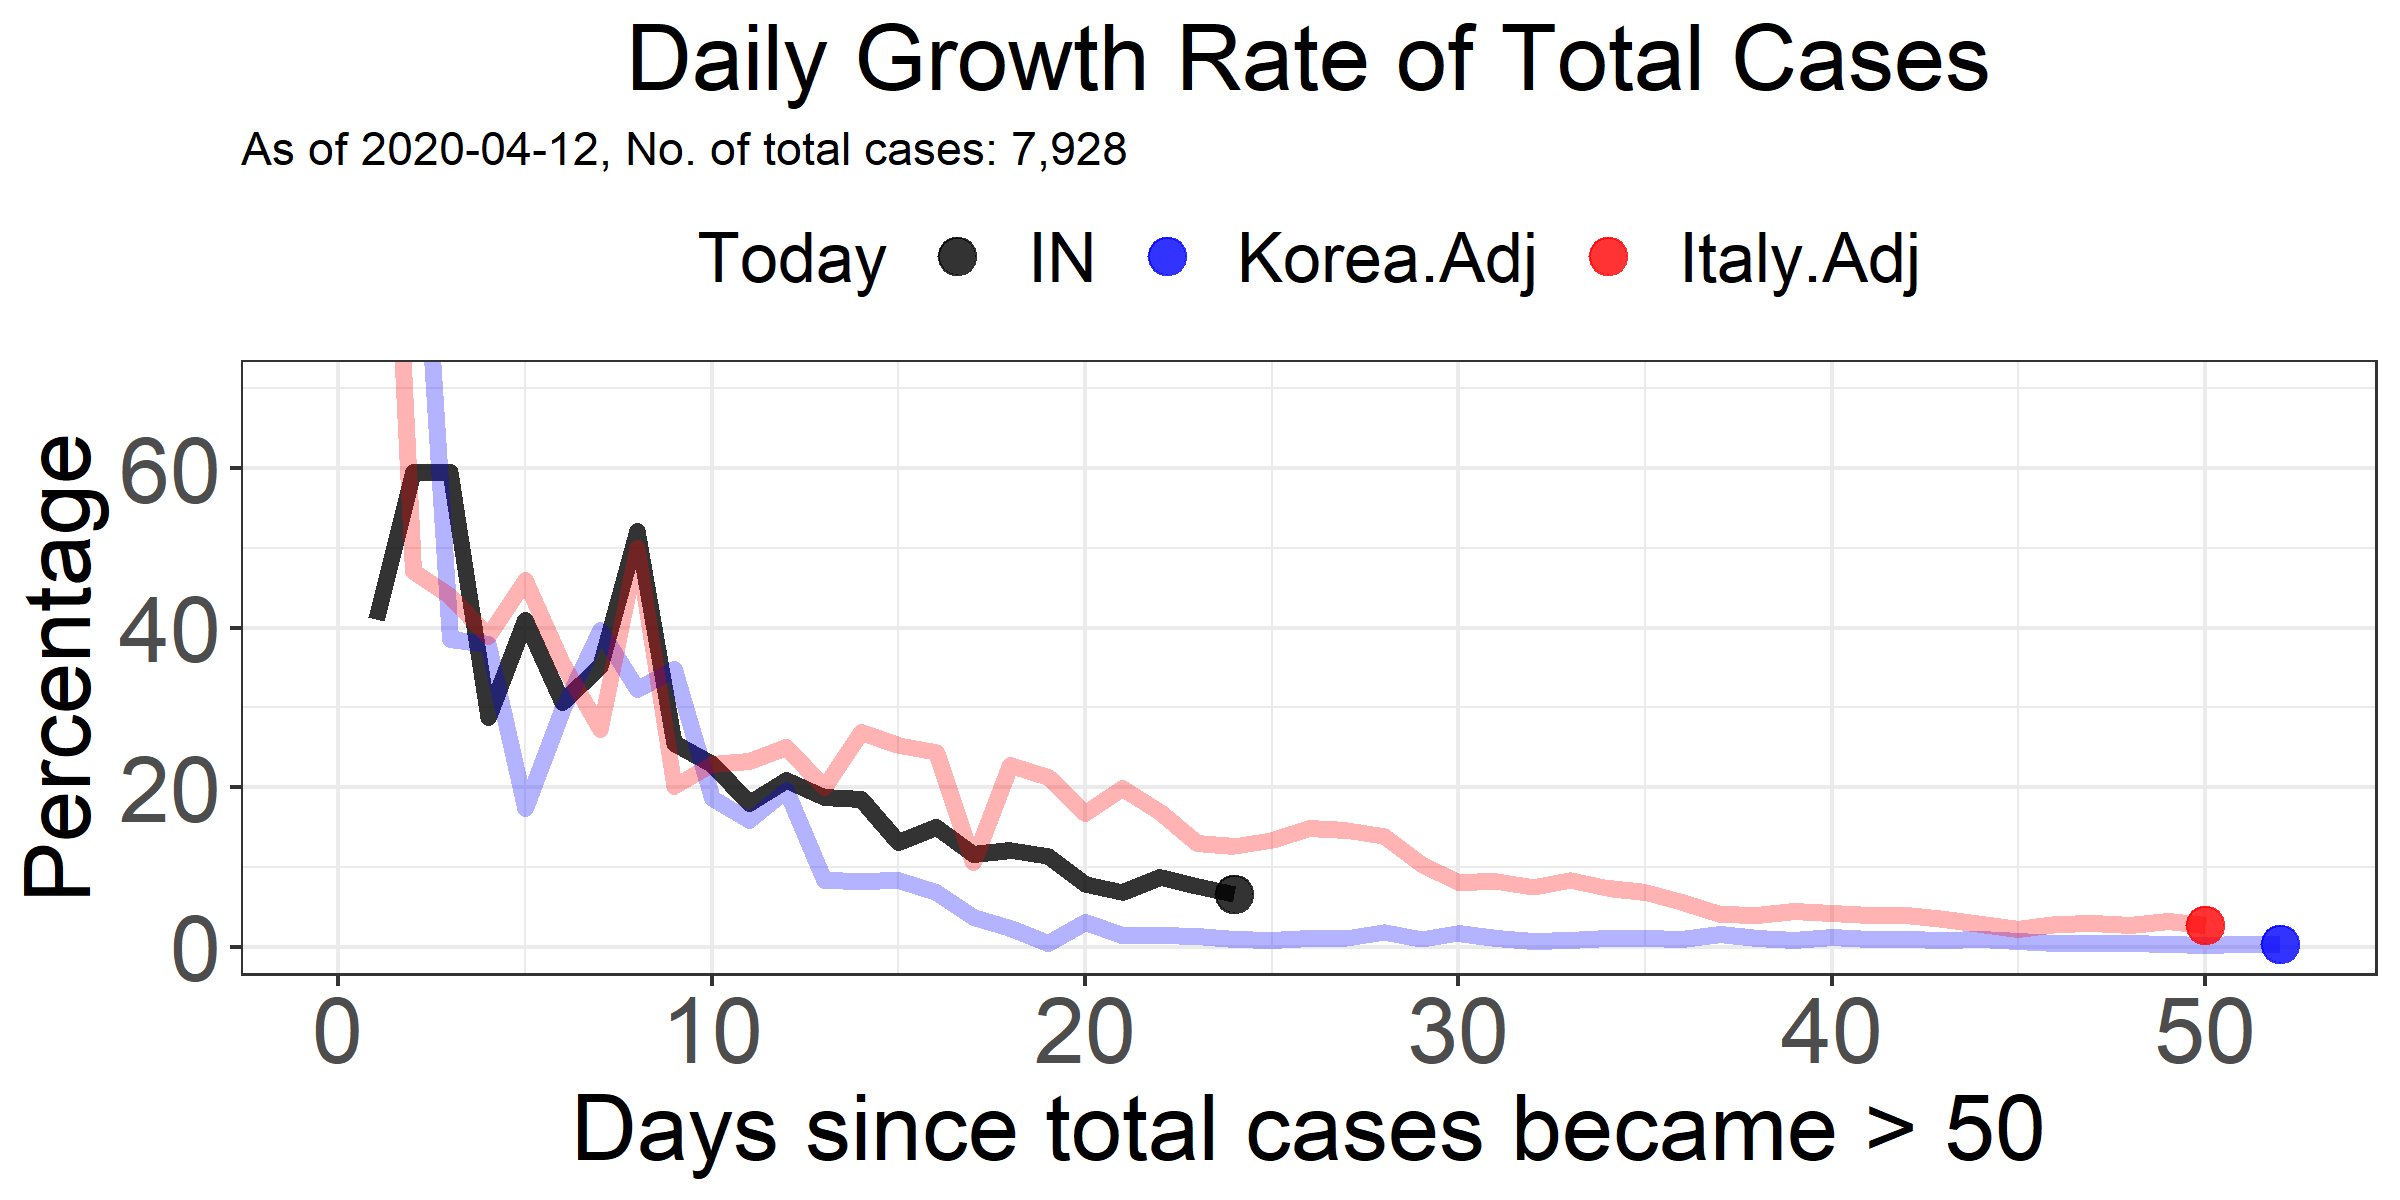 Daily Growth Rate of Total Cases
As of 2020-04-12, No. of total cases: 7,928
Today IN Korea.Adj Italy.Adj
Percentage
60
40
20
0
0 10 20 30 40 50
Days since total cases became > 50